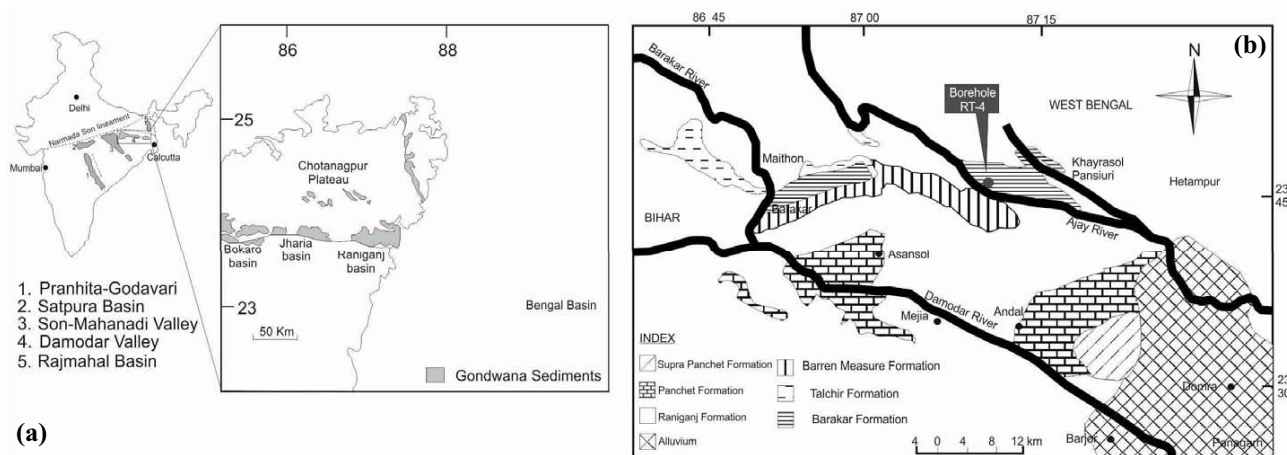 Delhi
Narmada Son lineament
Mumbai
Calcutta
1. Pranhita-Godavari
2. Satpura Basin
3. Son-Mahanadi Valley
4. Damodar Valley
5. Rajmahal Basin
(a)
86
88
25
23
Chotanagpur
Plateau
Bokaro
basin
Jharia
basin
Raniganj
basin
Bengal Basin
50 Km
Gondwana Sediments
86 45
87 00
87 15
(b)
N
Barakar River
Borehole
RT-4
WEST BENGAL
Maithon
Khayrasol
Pansiuri
Hetampur
23
45
BIHAR
Barakar
Ajay River
Asansol
Damodar River
Mejia
Andal
INDEX
Supra Panchet Formation
Panchet Formation
Raniganj Formation
Alluvium
Barren Measure Formation
Talchir Formation
Barakar Formation
4 0 4 8 12 km
Domra
23
30
Barjor
Panagarh